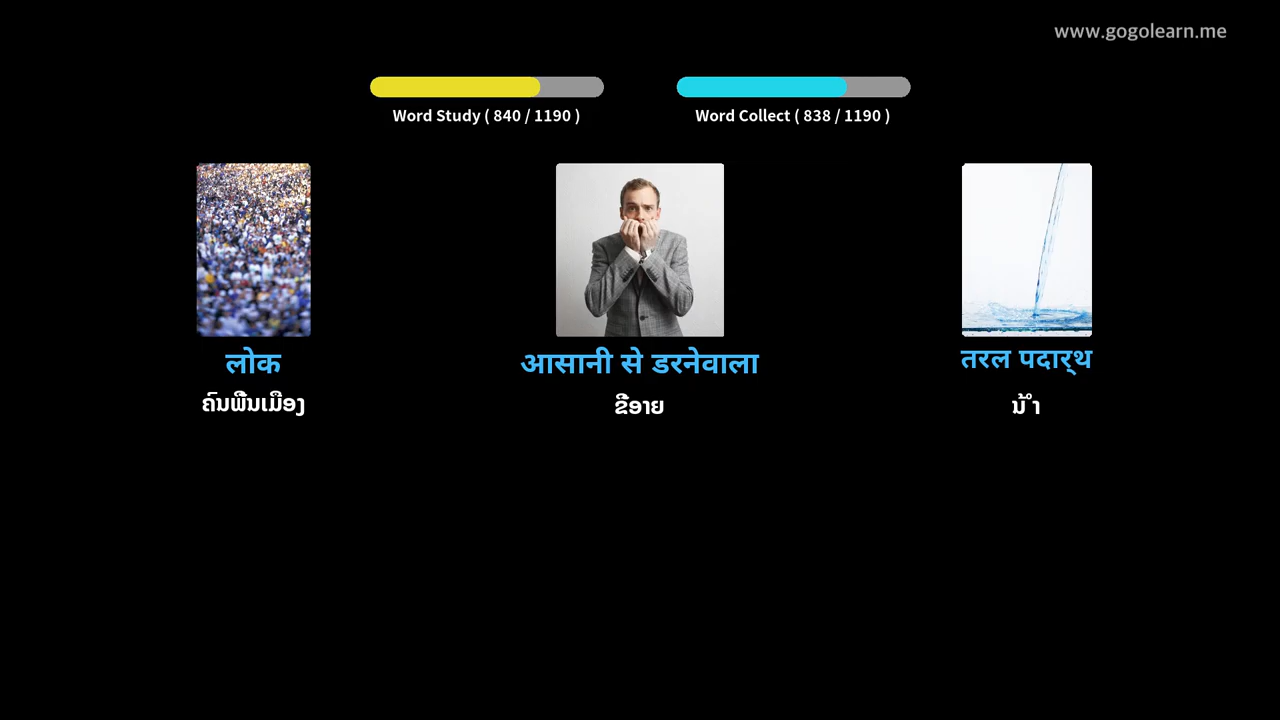 www.gogolearn.me
Word Study ( 840 / 1190 )
Word Collect ( 838 / 1190 )
लोक
आसानी से डरनेवाला
तरल पदार्थ
ຄົນພື້ນເມືອງ
ຂີ້ອາຍ
ນ້ຳ